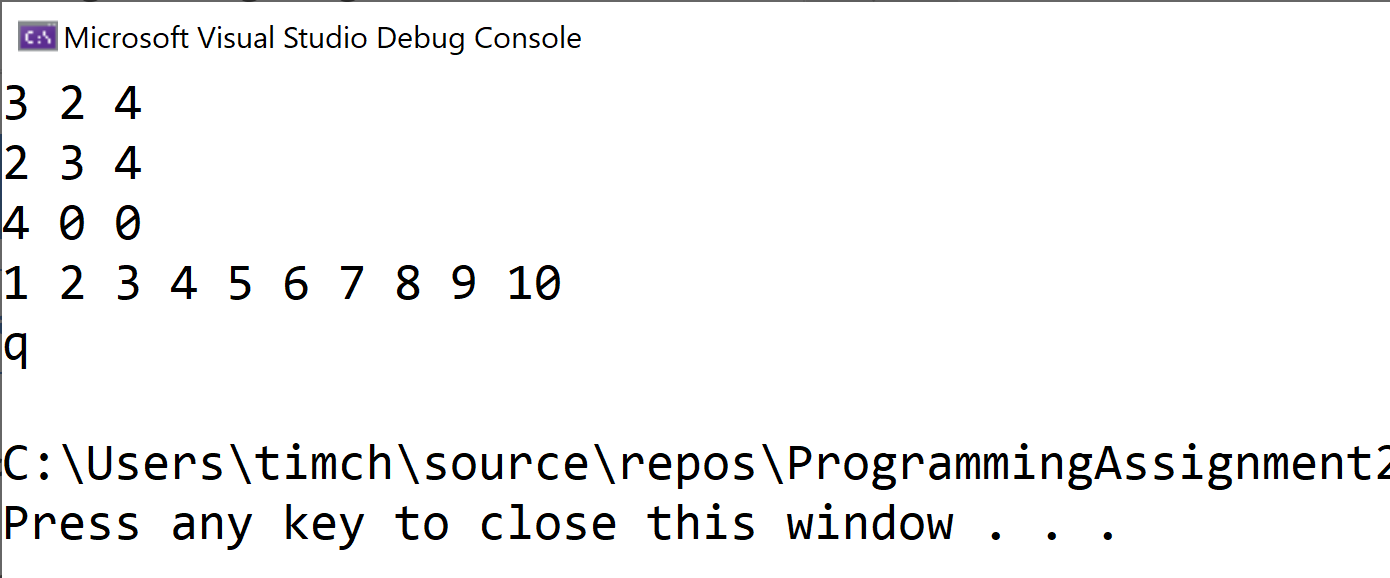 C:\ Microsoft Visual Studio Debug Console
3 2 4
2 3 4
4 0 0
1 2 3 4 5 6 7 8 9 10
q
C:\Users\timch\source\repos\ProgrammingAssignment2
Press any key to close this window . . .